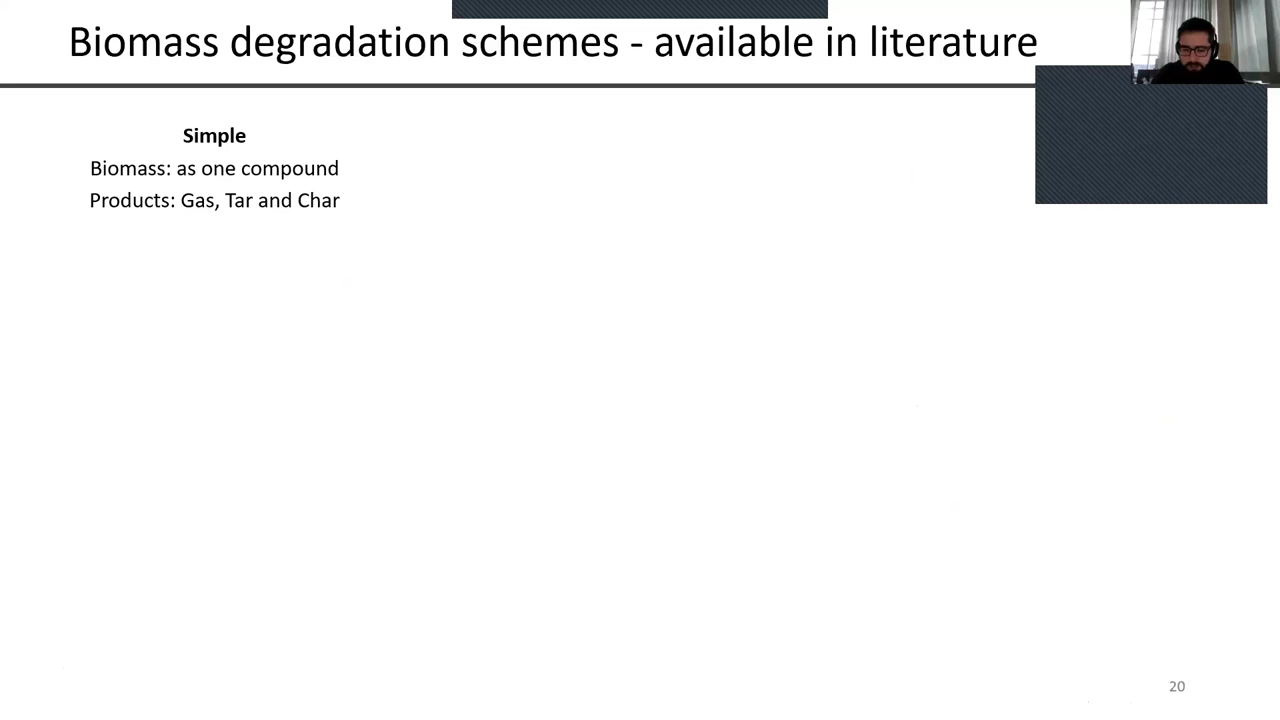 Biomass degradation schemes - available in literature
Simple
Biomass: as one compound
Products: Gas, Tar and Char
20